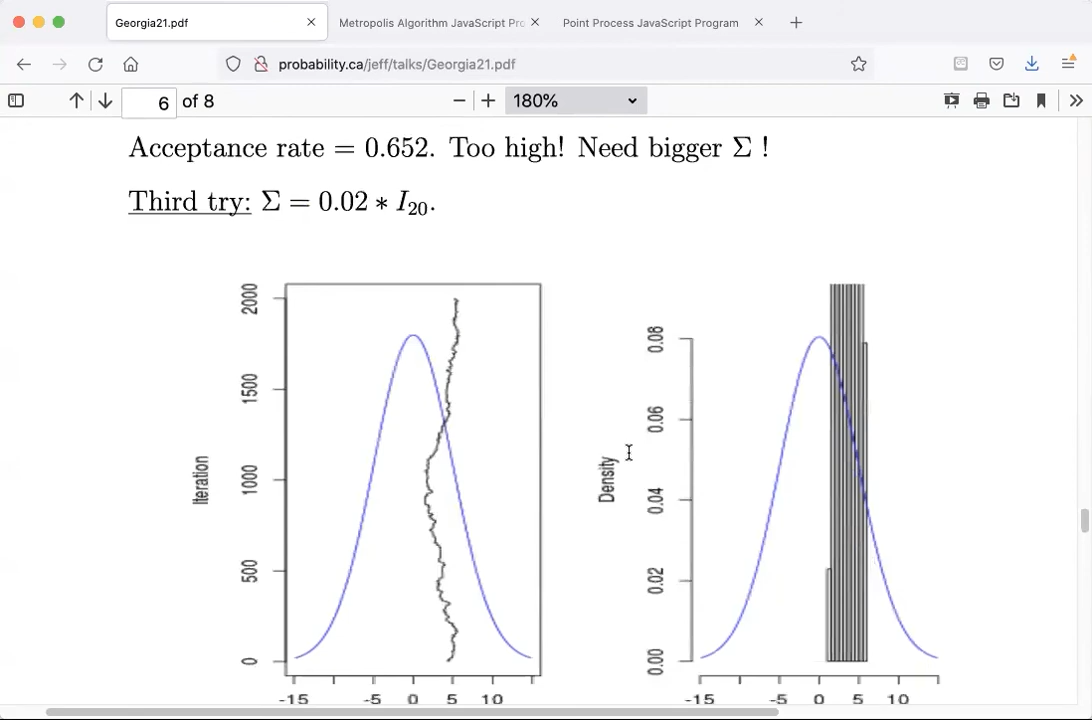 Georgia21.pdf
Metropolis Algorithm JavaScript Pro
Point Process JavaScript Program
probability.ca/jeff/talks/Georgia21.pdf
6 of 8
180%
Acceptance rate = 0.652. Too high! Need bigger Σ !
Third try: Σ = 0.02 * I₂₀.
Iteration
2000
1500
1000
500
0
-15 -5 0 5 10
Density
0.08
0.06
0.04
0.02
0.00
-15 -5 0 5 10